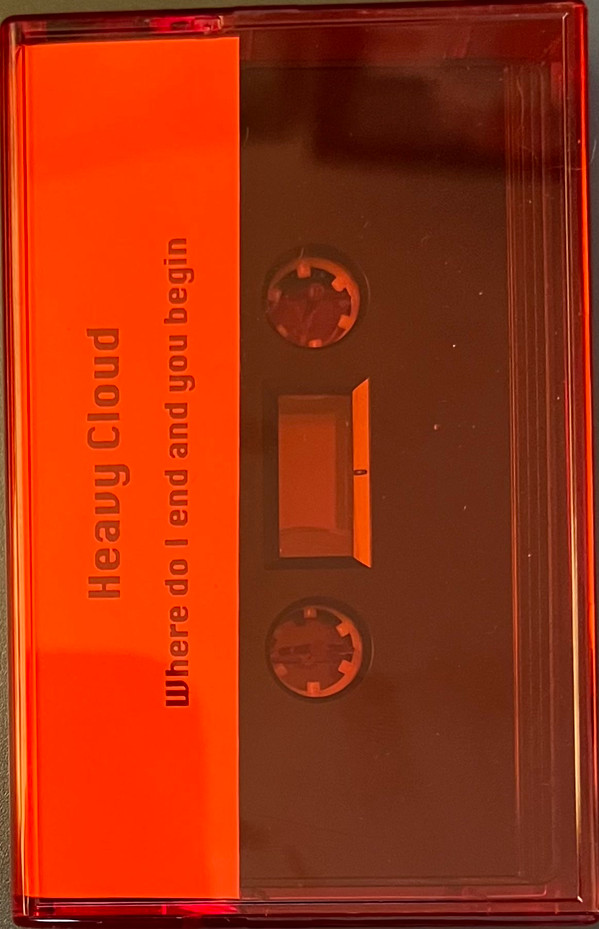 Heavy Cloud
Where do I end and you begin